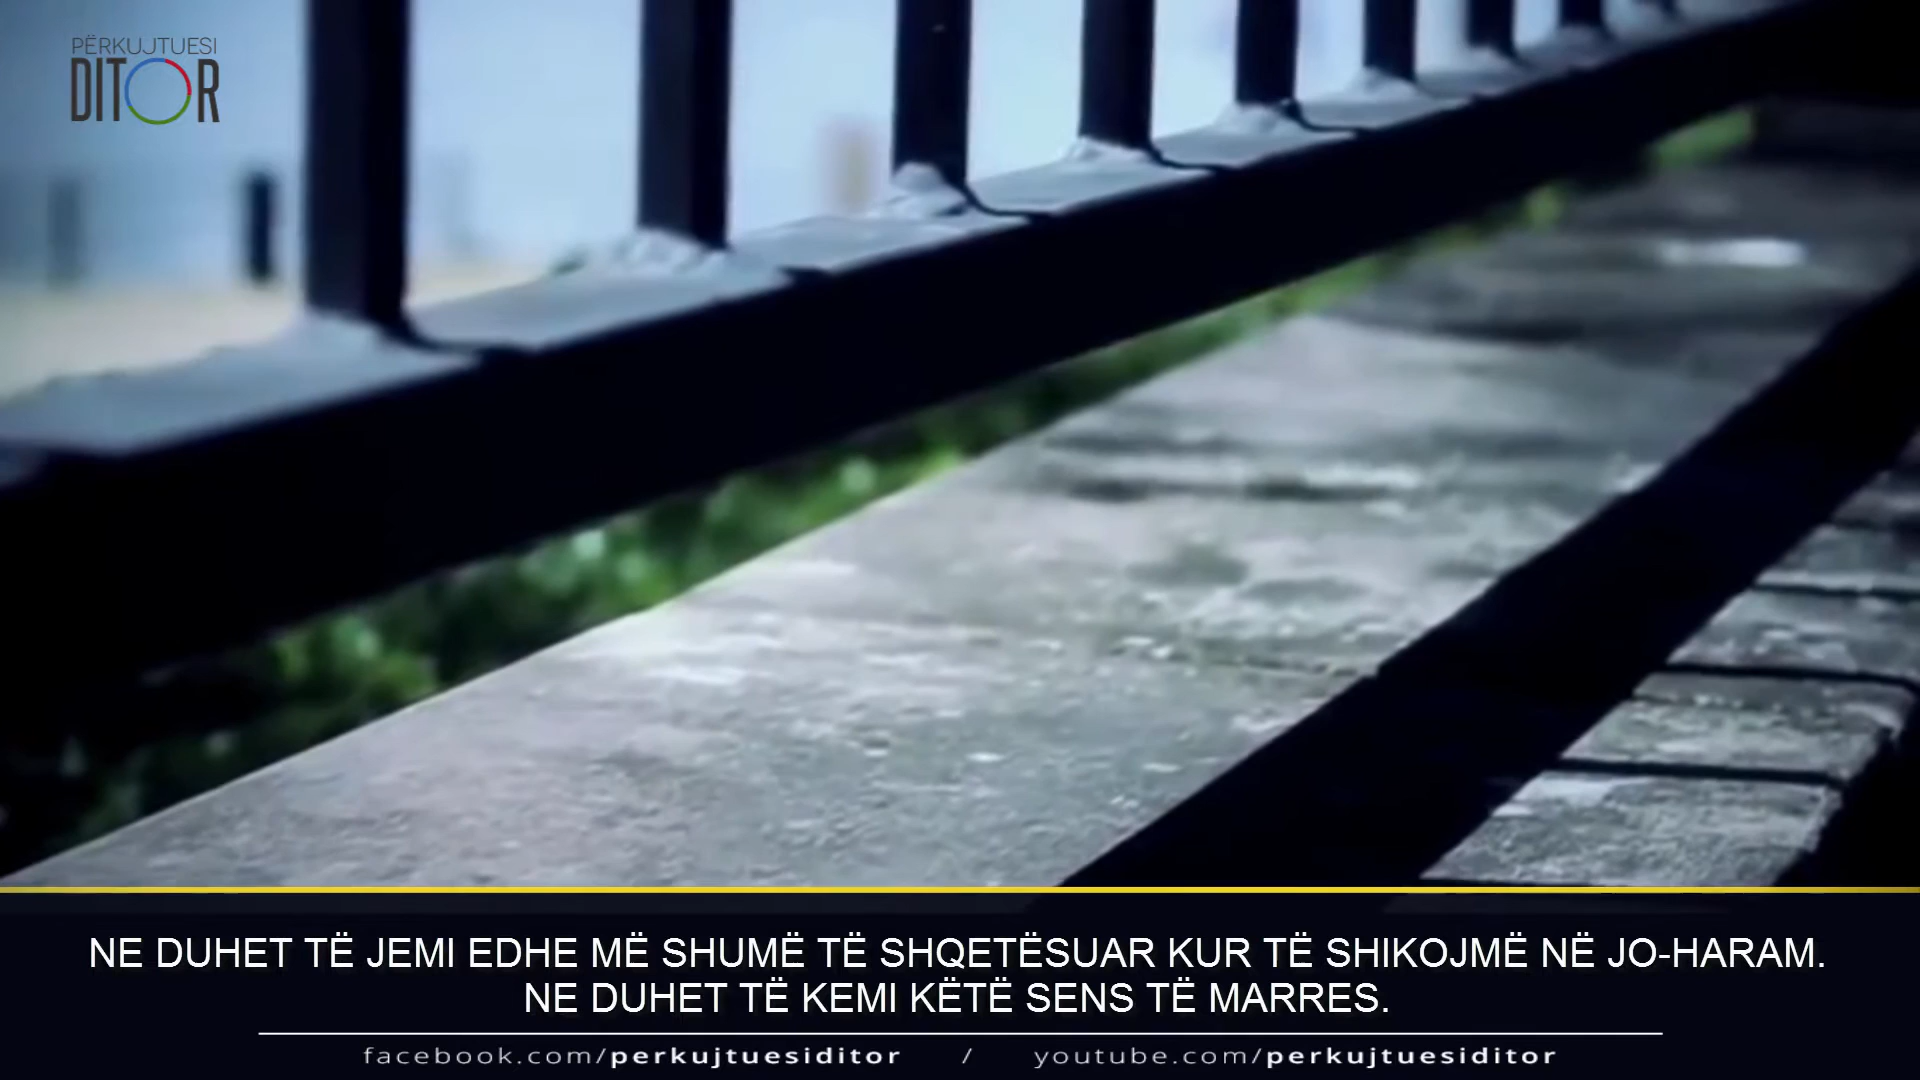 PËRKUJTUESI
DITOR
NE DUHET TË JEMI EDHE MË SHUMË TË SHQETËSUAR KUR TË SHIKOJMË NË JO-HARAM.
NE DUHET TË KEMI KËTË SENS TË MARRES.
facebook.com/perkujtuesiditor / youtube.com/perkujtuesiditor